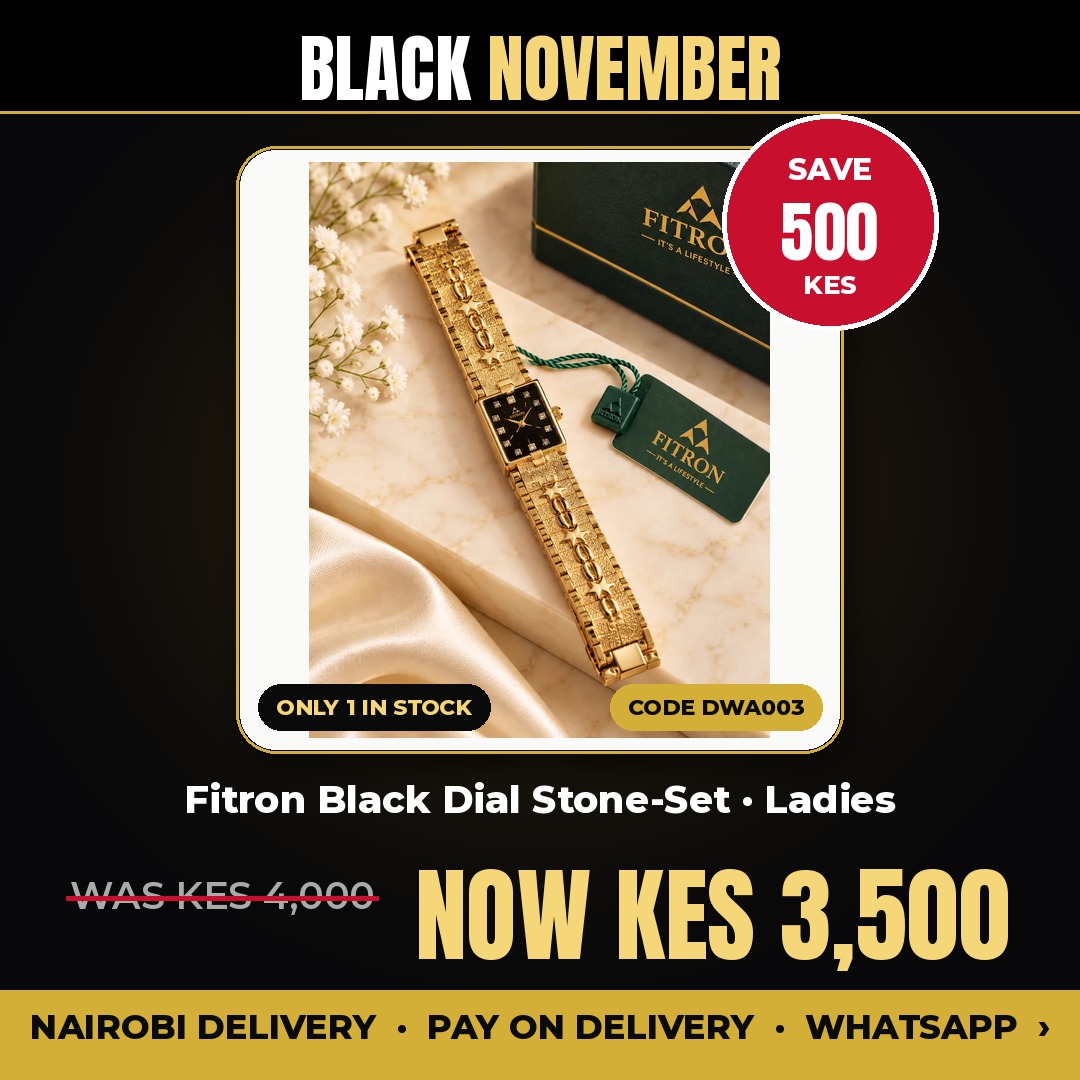 BLACK NOVEMBER
SAVE
500
KES
FITRO
IT'S A LIFESTYLE
FITRON
IT'S A LIFESTYLE
ONLY 1 IN STOCK
CODE DWA003
Fitron Black Dial Stone-Set • Ladies
WAS KES 4,000
NOW KES 3,500
NAIROBI DELIVERY • PAY ON DELIVERY • WHATSAPP ›